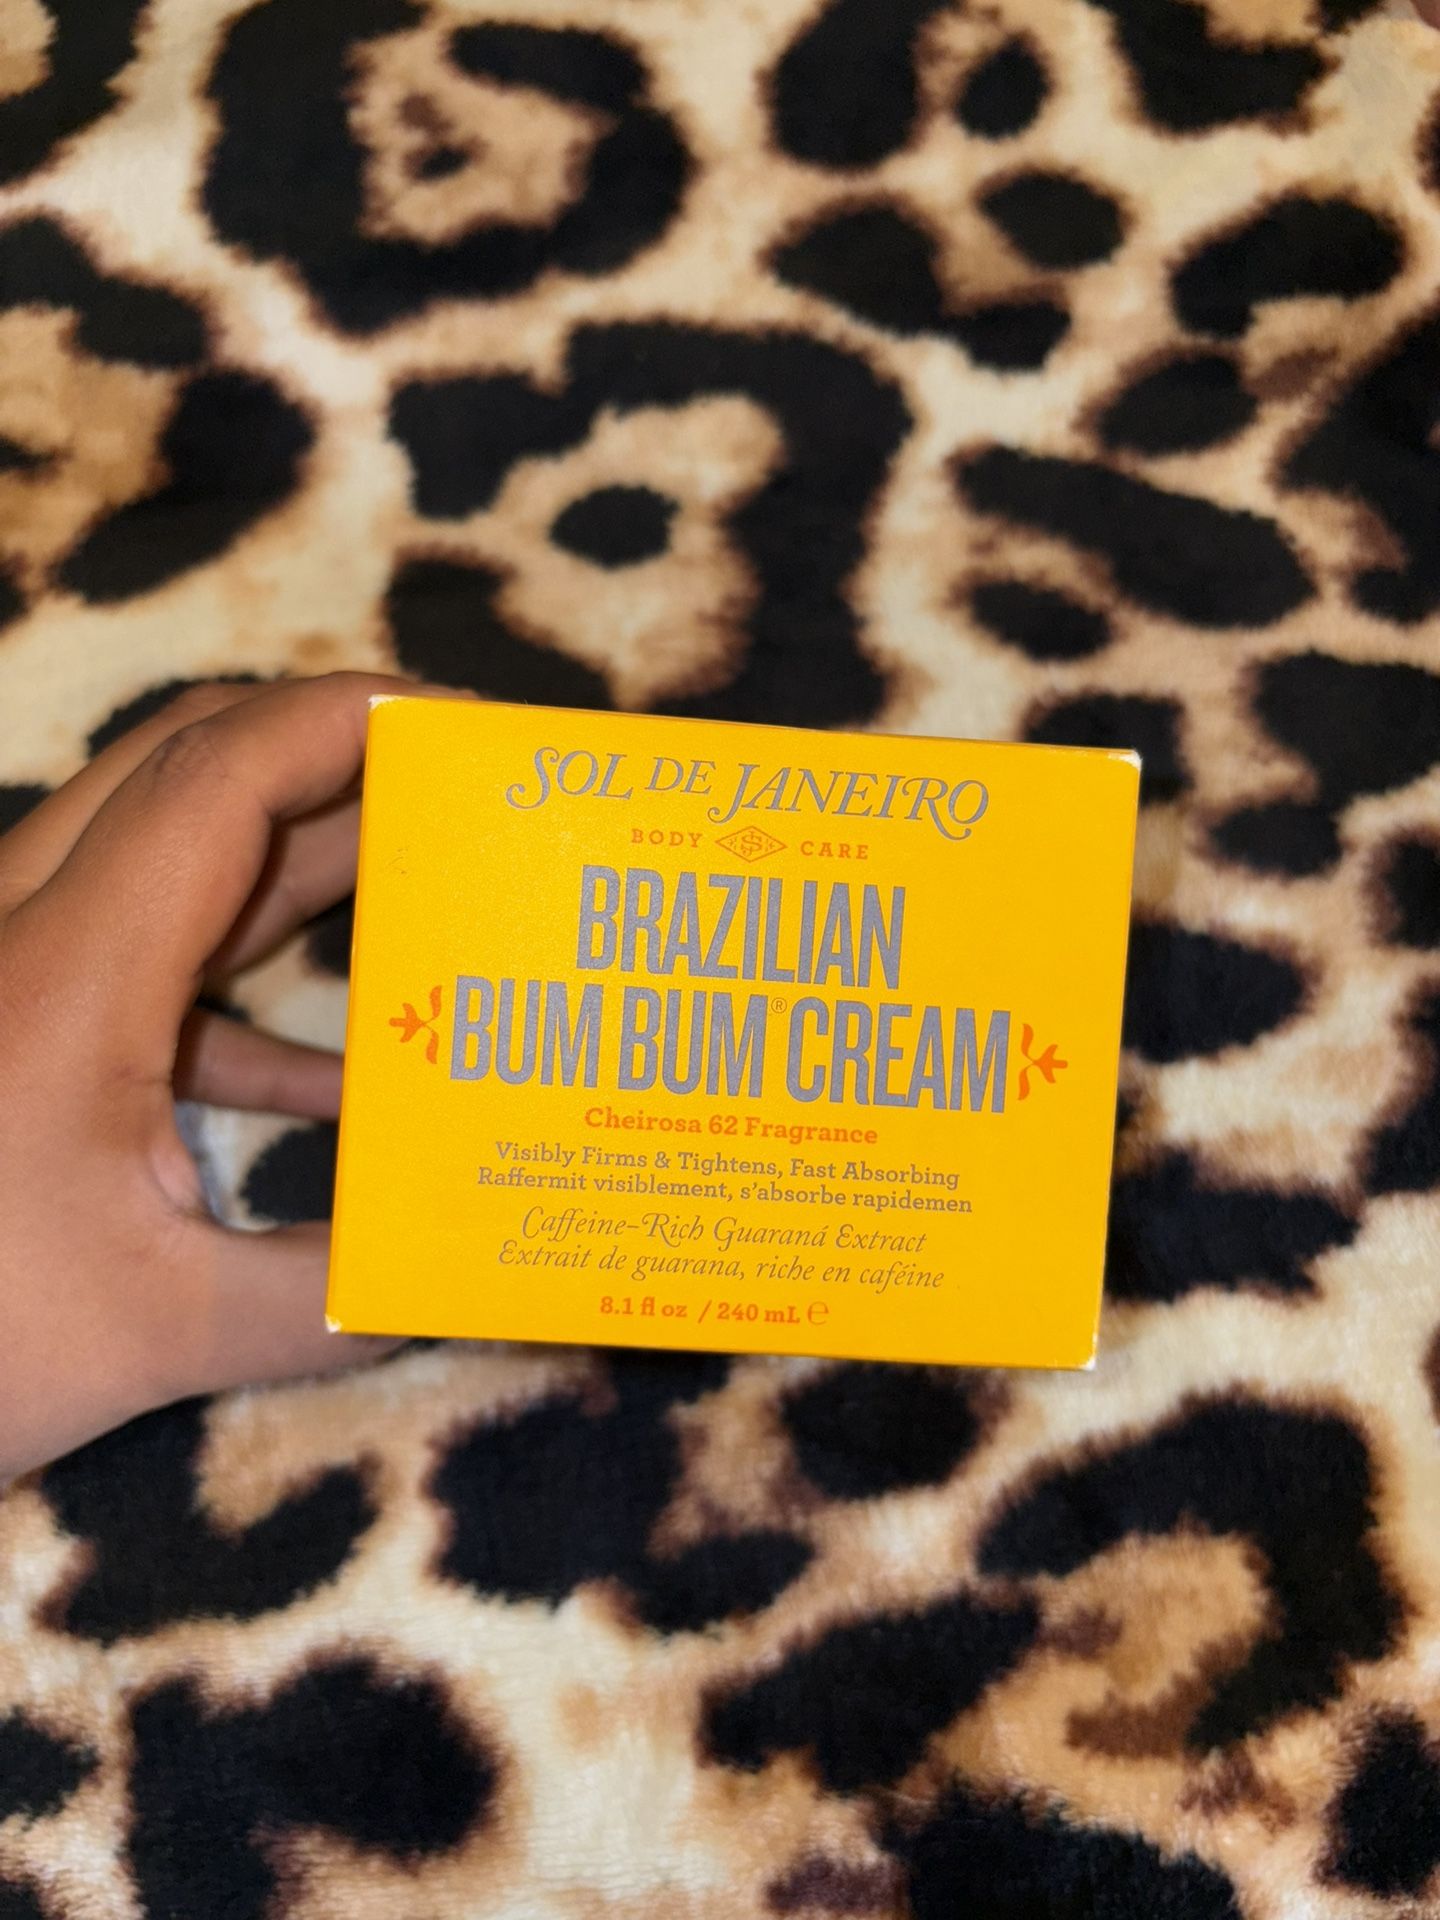 SOL DE JANEIRO
BODY CARE
BRAZILIAN
BUM BUM® CREAM
Cheirosa 62 Fragrance
Visibly Firms & Tightens, Fast Absorbing
Raffermit visiblement, s'absorbe rapidemen
Caffeine-Rich Guaraná Extract
Extrait de guarana, riche en caféine
8.1 fl oz / 240 mL ℮